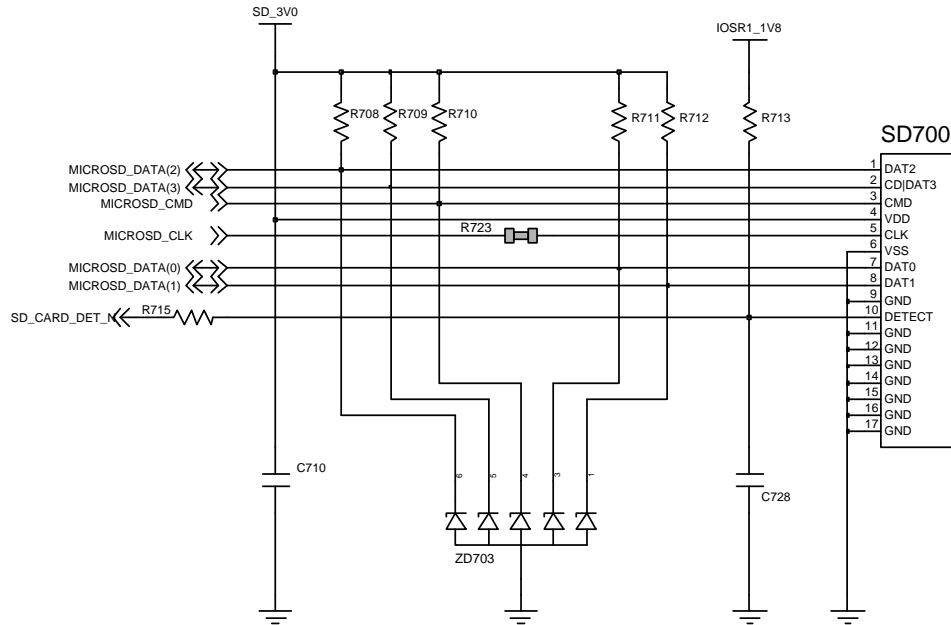 SD_3V0
IOSR1_1V8
R708
R709
R710
R711
R712
R713
SD700
MICROSD_DATA(2)
1 DAT2
MICROSD_DATA(3)
2 CD|DAT3
MICROSD_CMD
3 CMD
4 VDD
MICROSD_CLK
R723
5 CLK
6 VSS
MICROSD_DATA(0)
7 DAT0
MICROSD_DATA(1)
8 DAT1
9 GND
SD_CARD_DET_N
R715
10 DETECT
11 GND
12 GND
13 GND
14 GND
15 GND
16 GND
17 GND
C710
6
5
4
3
1
C728
ZD703